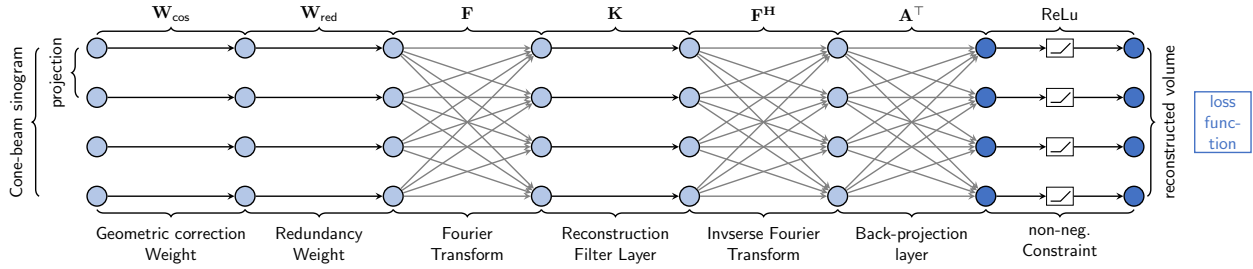 W_cos
W_red
F
K
F^H
A^⊤
ReLu
Cone-beam sinogram
projection
reconstructed volume
loss
func-
tion
Geometric correction
Weight
Redundancy
Weight
Fourier
Transform
Reconstruction
Filter Layer
Invserse Fourier
Transform
Back-projection
layer
non-neg.
Constraint